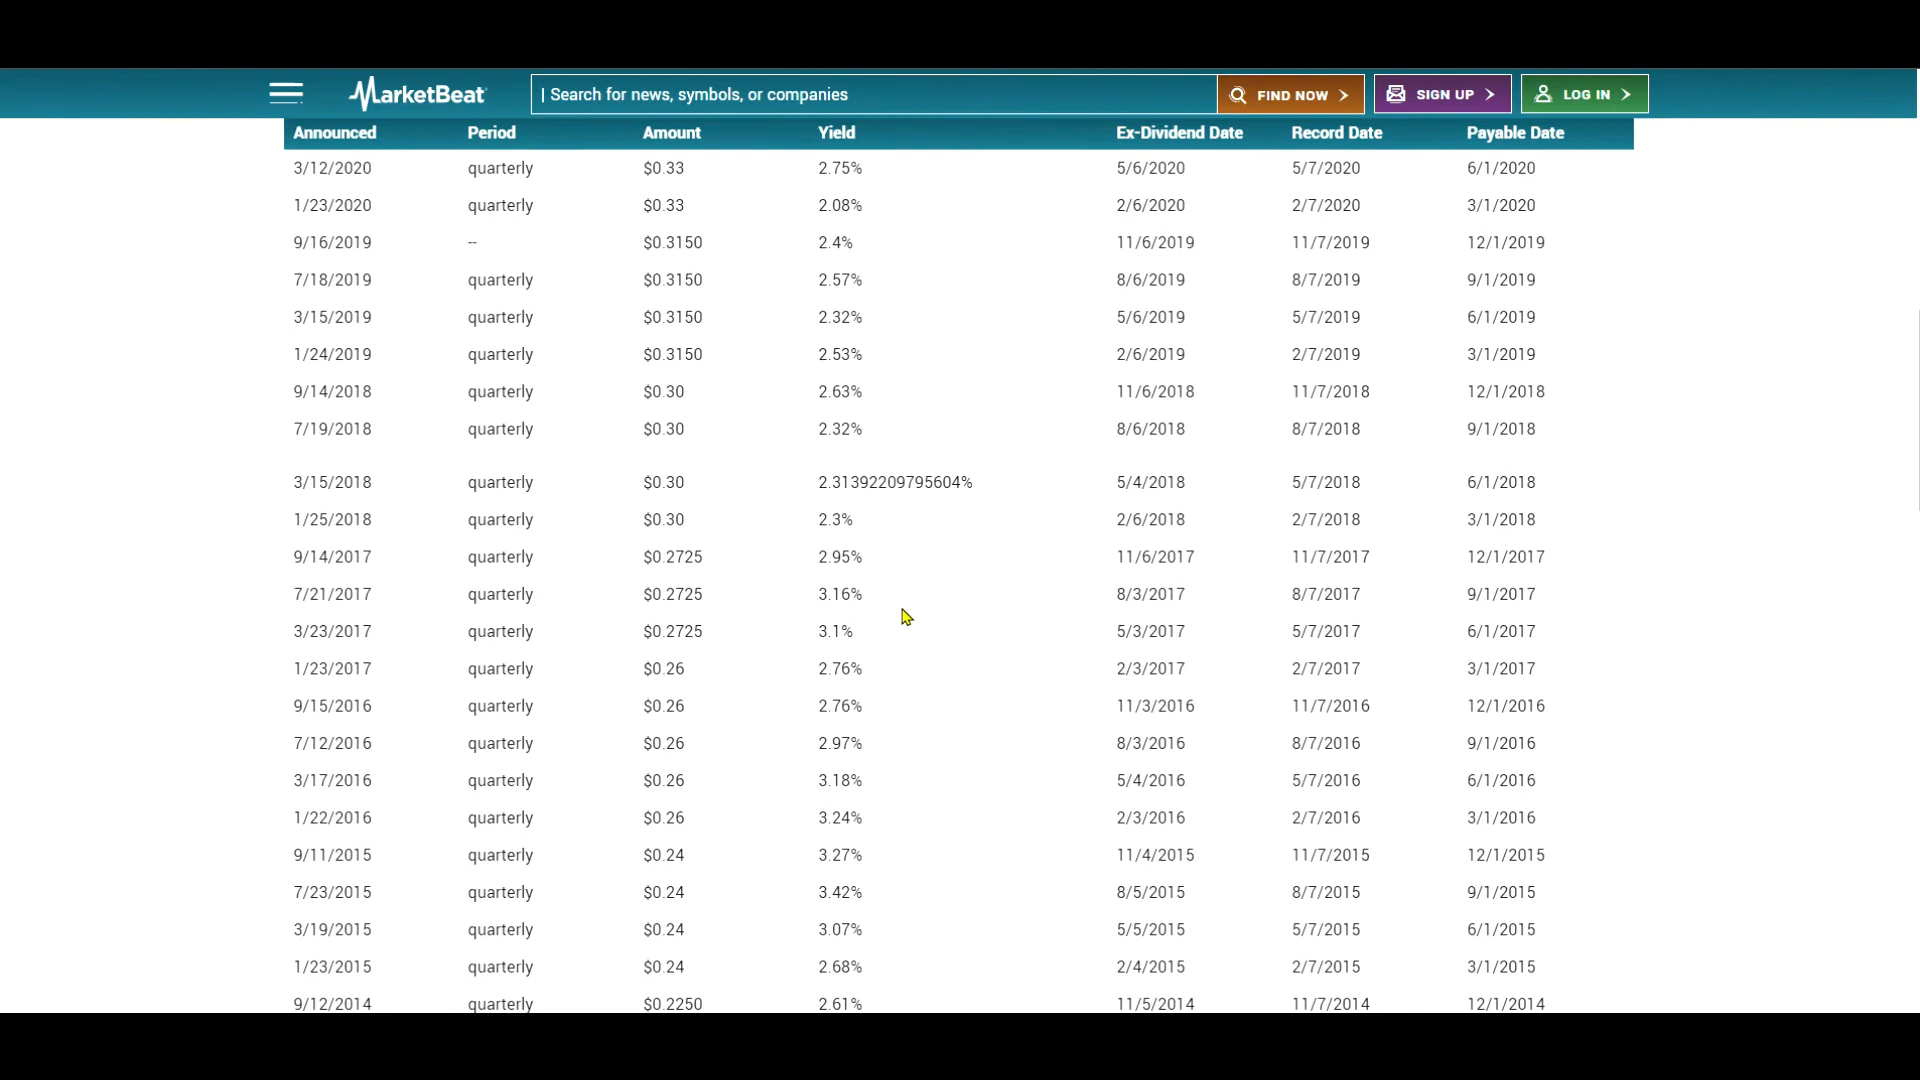 MarketBeat | Search for news, symbols, or companies FIND NOW SIGN UP LOG IN
Announced Period Amount Yield Ex-Dividend Date Record Date Payable Date
3/12/2020 quarterly $0.33 2.75% 5/6/2020 5/7/2020 6/1/2020
1/23/2020 quarterly $0.33 2.08% 2/6/2020 2/7/2020 3/1/2020
9/16/2019 -- $0.3150 2.4% 11/6/2019 11/7/2019 12/1/2019
7/18/2019 quarterly $0.3150 2.57% 8/6/2019 8/7/2019 9/1/2019
3/15/2019 quarterly $0.3150 2.32% 5/6/2019 5/7/2019 6/1/2019
1/24/2019 quarterly $0.3150 2.53% 2/6/2019 2/7/2019 3/1/2019
9/14/2018 quarterly $0.30 2.63% 11/6/2018 11/7/2018 12/1/2018
7/19/2018 quarterly $0.30 2.32% 8/6/2018 8/7/2018 9/1/2018
3/15/2018 quarterly $0.30 2.31392209795604% 5/4/2018 5/7/2018 6/1/2018
1/25/2018 quarterly $0.30 2.3% 2/6/2018 2/7/2018 3/1/2018
9/14/2017 quarterly $0.2725 2.95% 11/6/2017 11/7/2017 12/1/2017
7/21/2017 quarterly $0.2725 3.16% 8/3/2017 8/7/2017 9/1/2017
3/23/2017 quarterly $0.2725 3.1% 5/3/2017 5/7/2017 6/1/2017
1/23/2017 quarterly $0.26 2.76% 2/3/2017 2/7/2017 3/1/2017
9/15/2016 quarterly $0.26 2.76% 11/3/2016 11/7/2016 12/1/2016
7/12/2016 quarterly $0.26 2.97% 8/3/2016 8/7/2016 9/1/2016
3/17/2016 quarterly $0.26 3.18% 5/4/2016 5/7/2016 6/1/2016
1/22/2016 quarterly $0.26 3.24% 2/3/2016 2/7/2016 3/1/2016
9/11/2015 quarterly $0.24 3.27% 11/4/2015 11/7/2015 12/1/2015
7/23/2015 quarterly $0.24 3.42% 8/5/2015 8/7/2015 9/1/2015
3/19/2015 quarterly $0.24 3.07% 5/5/2015 5/7/2015 6/1/2015
1/23/2015 quarterly $0.24 2.68% 2/4/2015 2/7/2015 3/1/2015
9/12/2014 quarterly $0.2250 2.61% 11/5/2014 11/7/2014 12/1/2014